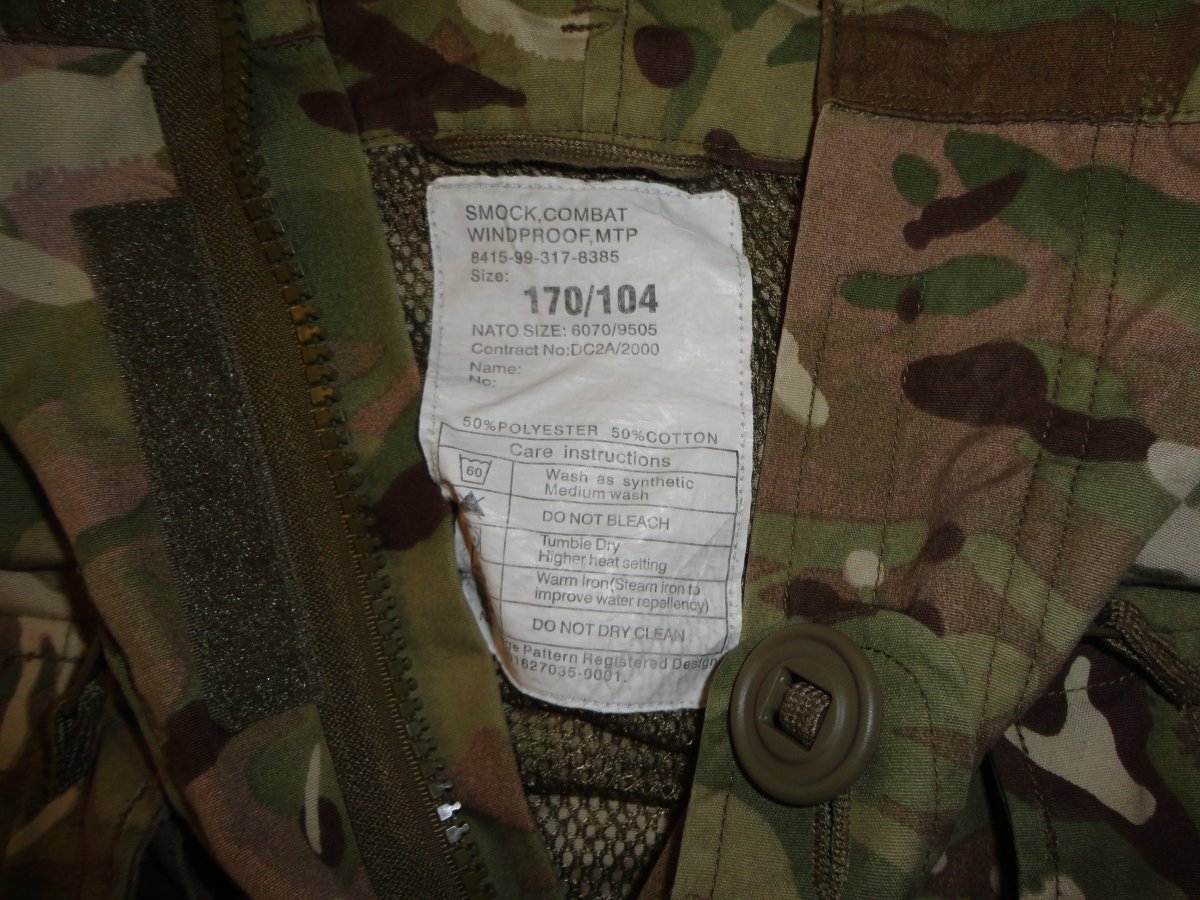 SMOCK,COMBAT
WINDPROOF,MTP
8415-99-317-8385
Size:
170/104
NATO SIZE: 6070/9505
Contract No:DC2A/2000
Name:
No:
50%POLYESTER 50%COTTON
Care instructions
60
Wash as synthetic
Medium wash
DO NOT BLEACH
Tumble Dry
Higher heat setting
Warm Iron(Steam iron to
improve water repellency)
DO NOT DRY CLEAN
Pattern Registered Design
1627035-0001.